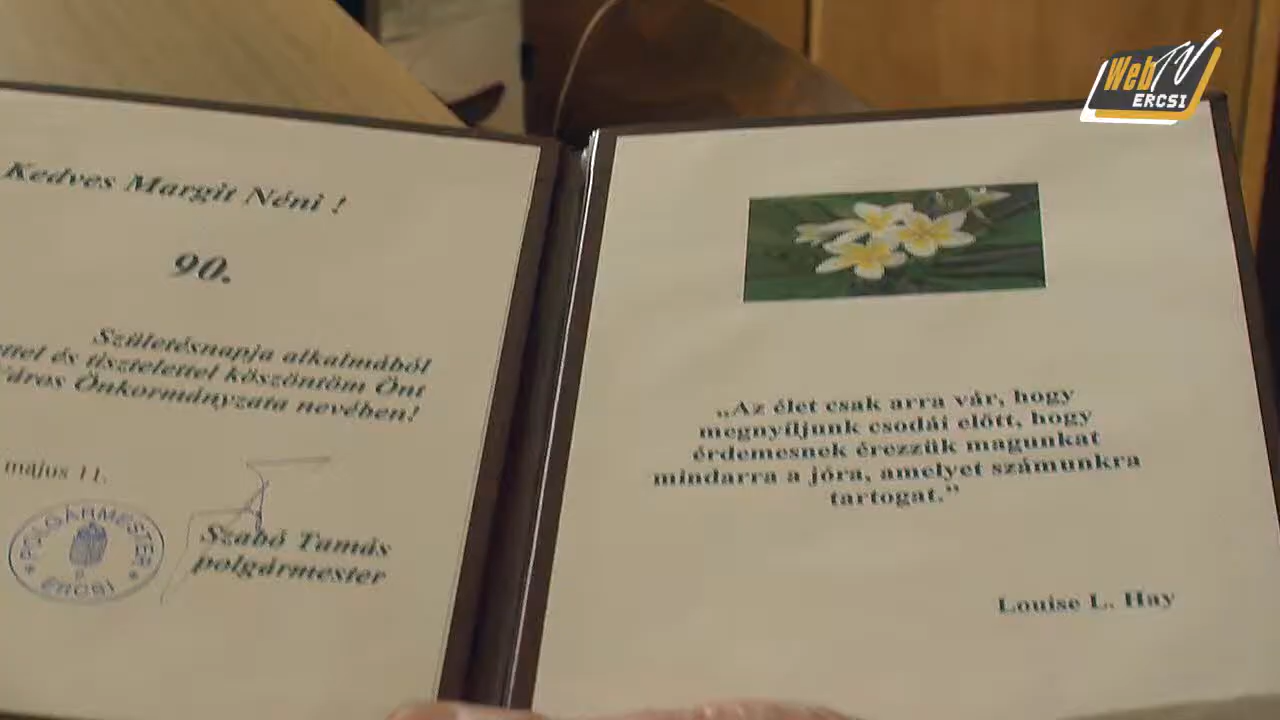 Kedves Margit Néni !
90.
Születésnapja alkalmából
és tisztelettel köszöntöm Önt
Önkormányzata nevében!
május 11.
POLGÁRMESTER
ERCSI
Szabó Tamás
polgármester
„Az élet csak arra vár, hogy
megnyíljunk csodái előtt, hogy
érdemesnek érezzük magunkat
mindarra a jóra, amelyet számunkra
tartogat.”
Louise L. Hay
WebTV
ERCSI